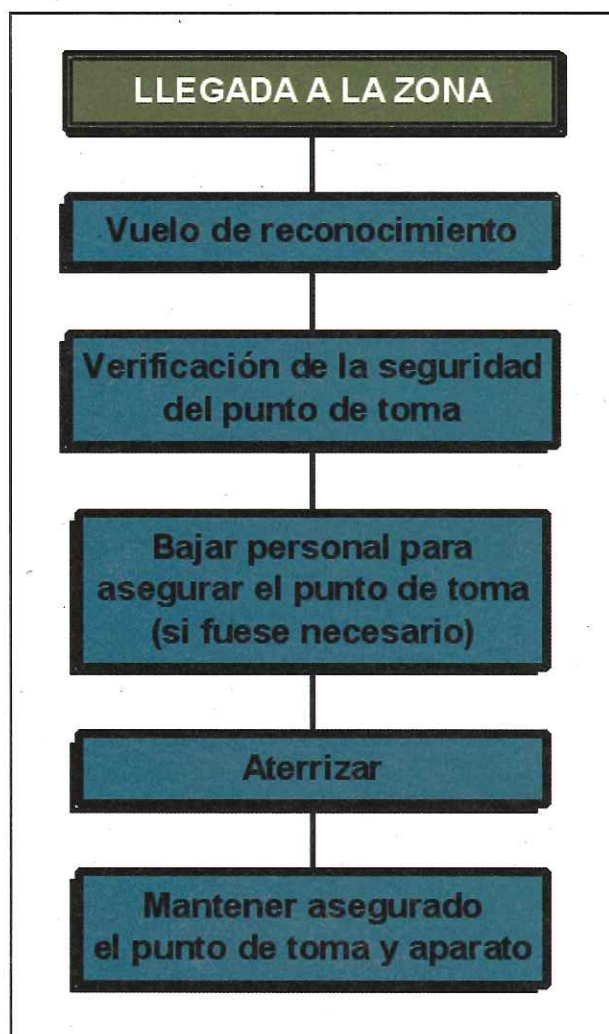 LLEGADA A LA ZONA
Vuelo de reconocimiento
Verificación de la seguridad
del punto de toma
Bajar personal para
asegurar el punto de toma
(si fuese necesario)
Aterrizar
Mantener asegurado
el punto de toma y aparato